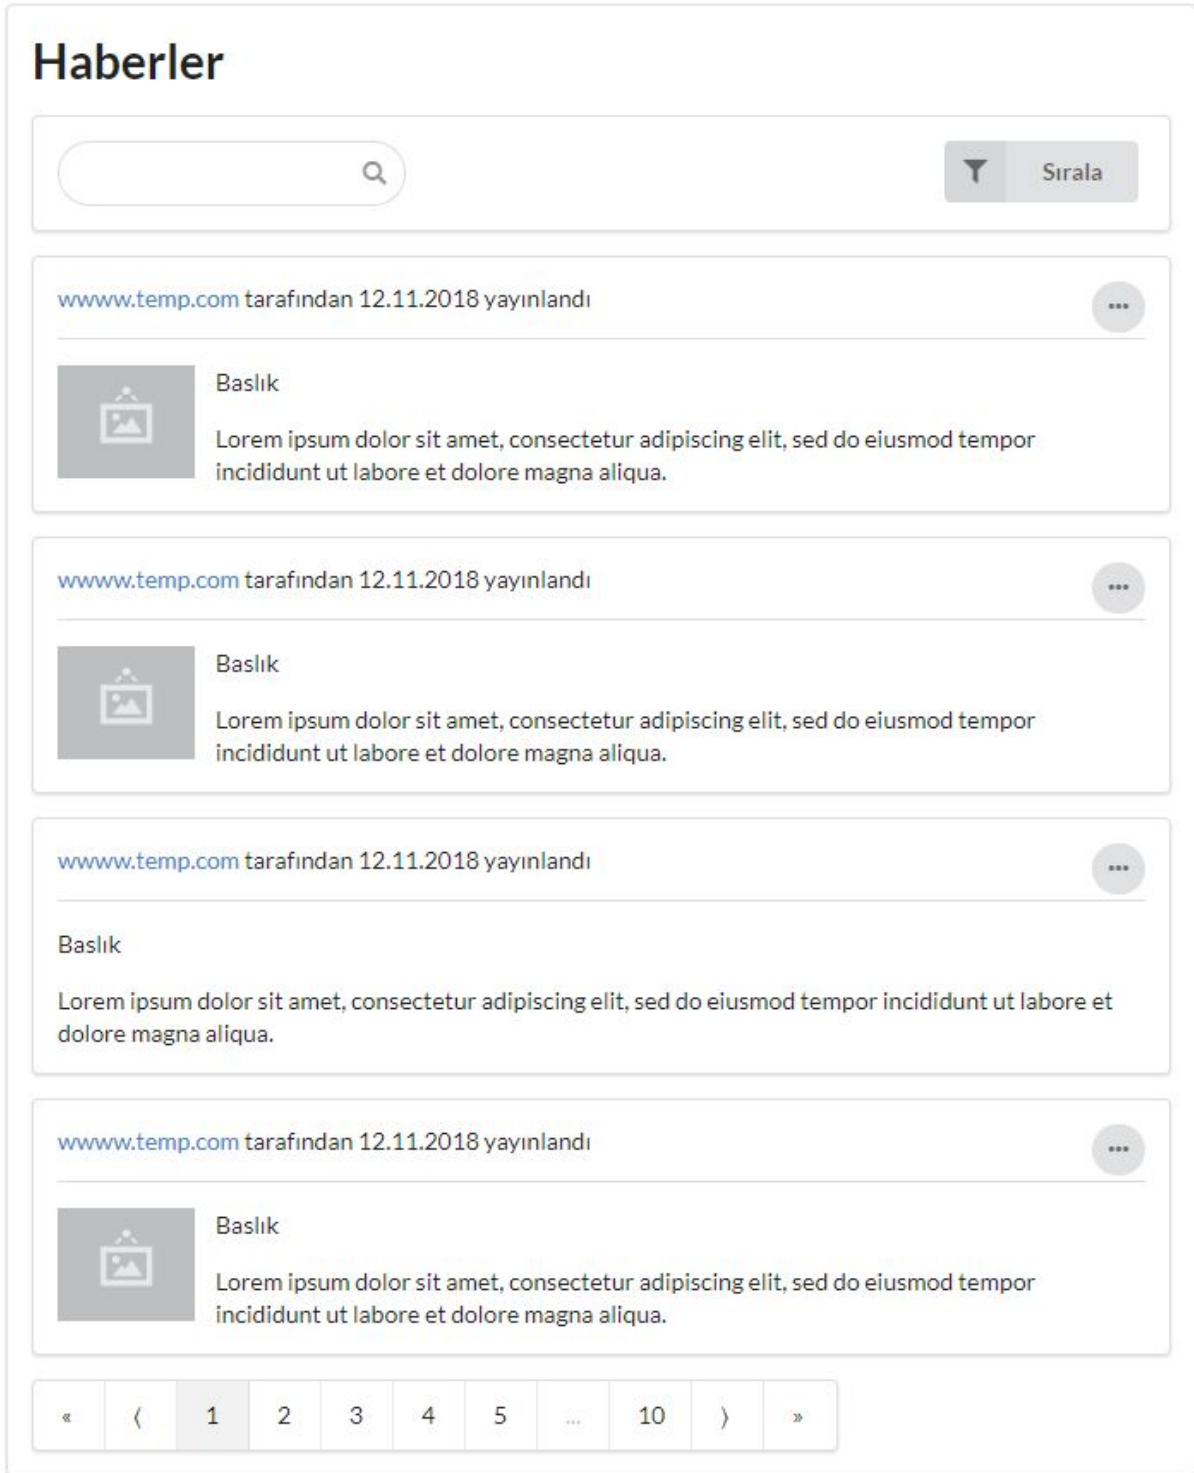 Haberler
Sırala
wwww.temp.com tarafından 12.11.2018 yayınlandı
Baslık
Lorem ipsum dolor sit amet, consectetur adipiscing elit, sed do eiusmod tempor
incididunt ut labore et dolore magna aliqua.
wwww.temp.com tarafından 12.11.2018 yayınlandı
Baslık
Lorem ipsum dolor sit amet, consectetur adipiscing elit, sed do eiusmod tempor
incididunt ut labore et dolore magna aliqua.
wwww.temp.com tarafından 12.11.2018 yayınlandı
Baslık
Lorem ipsum dolor sit amet, consectetur adipiscing elit, sed do eiusmod tempor incididunt ut labore et
dolore magna aliqua.
wwww.temp.com tarafından 12.11.2018 yayınlandı
Baslık
Lorem ipsum dolor sit amet, consectetur adipiscing elit, sed do eiusmod tempor
incididunt ut labore et dolore magna aliqua.
« ⟨ 1 2 3 4 5 ... 10 ⟩ »